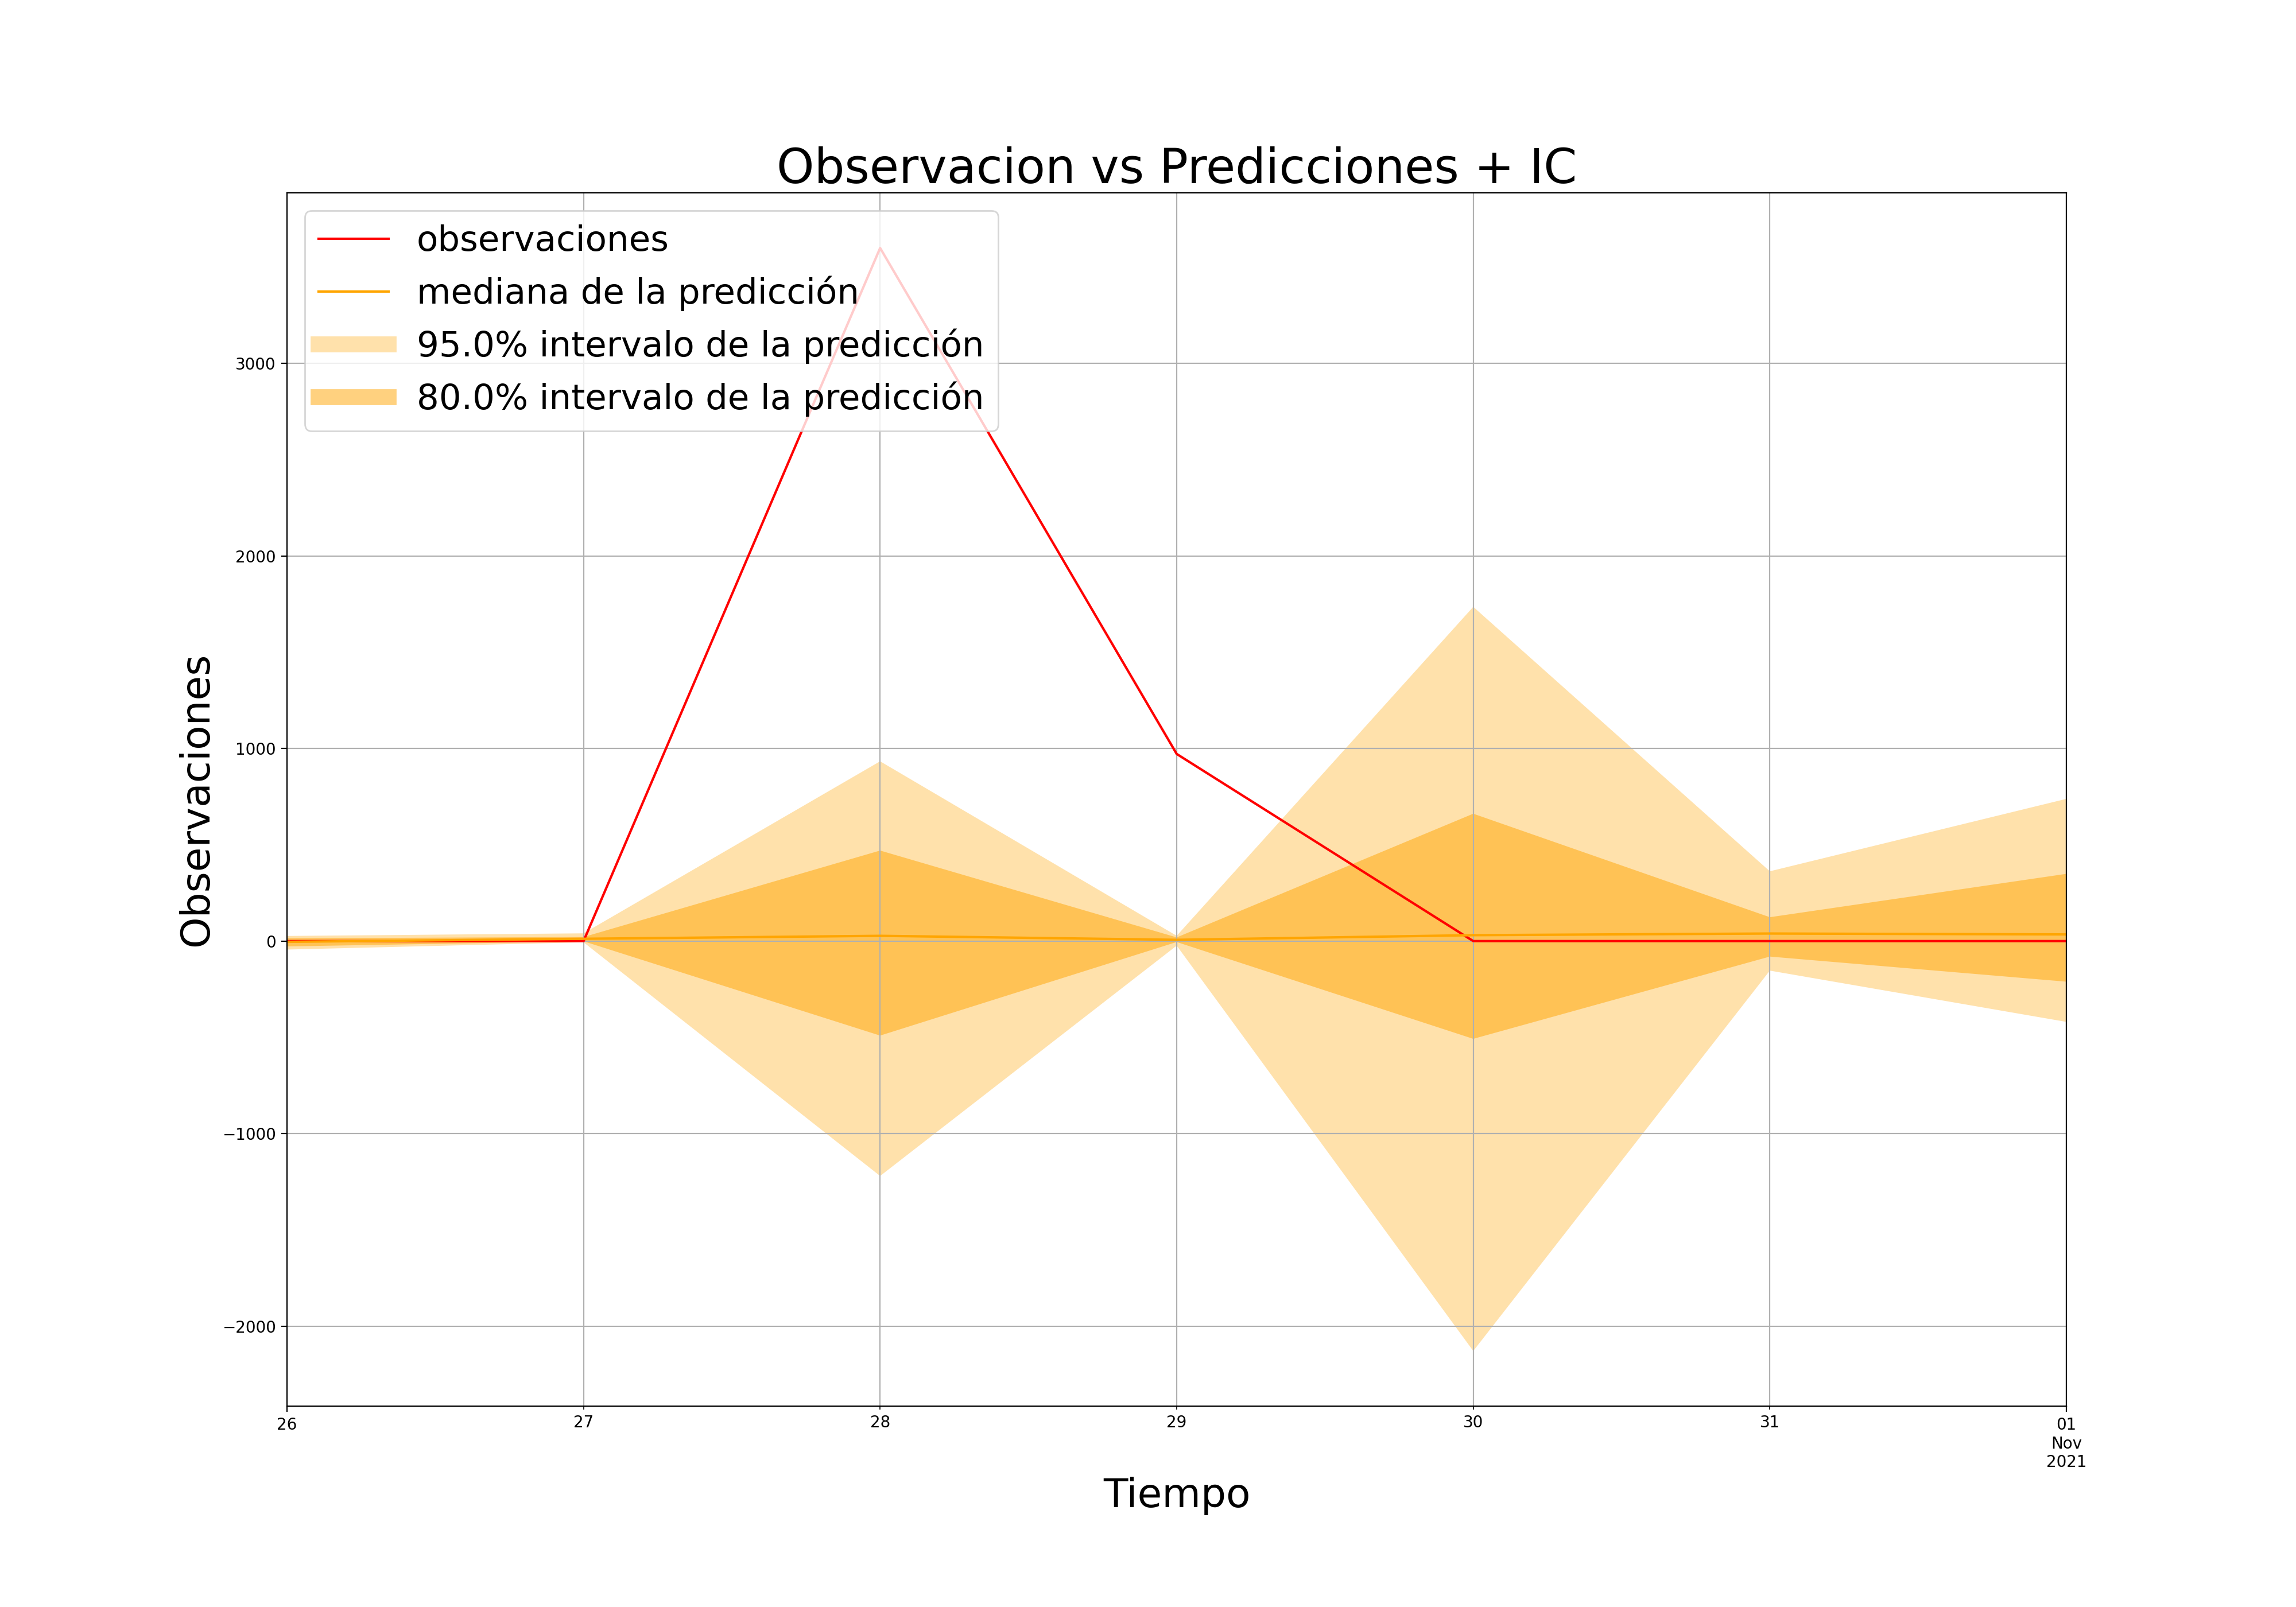 Observacion vs Predicciones + IC
observaciones
mediana de la predicción
95.0% intervalo de la predicción
80.0% intervalo de la predicción
Observaciones
3000
2000
1000
0
−1000
−2000
26 27 28 29 30 31 01
Nov
2021
Tiempo